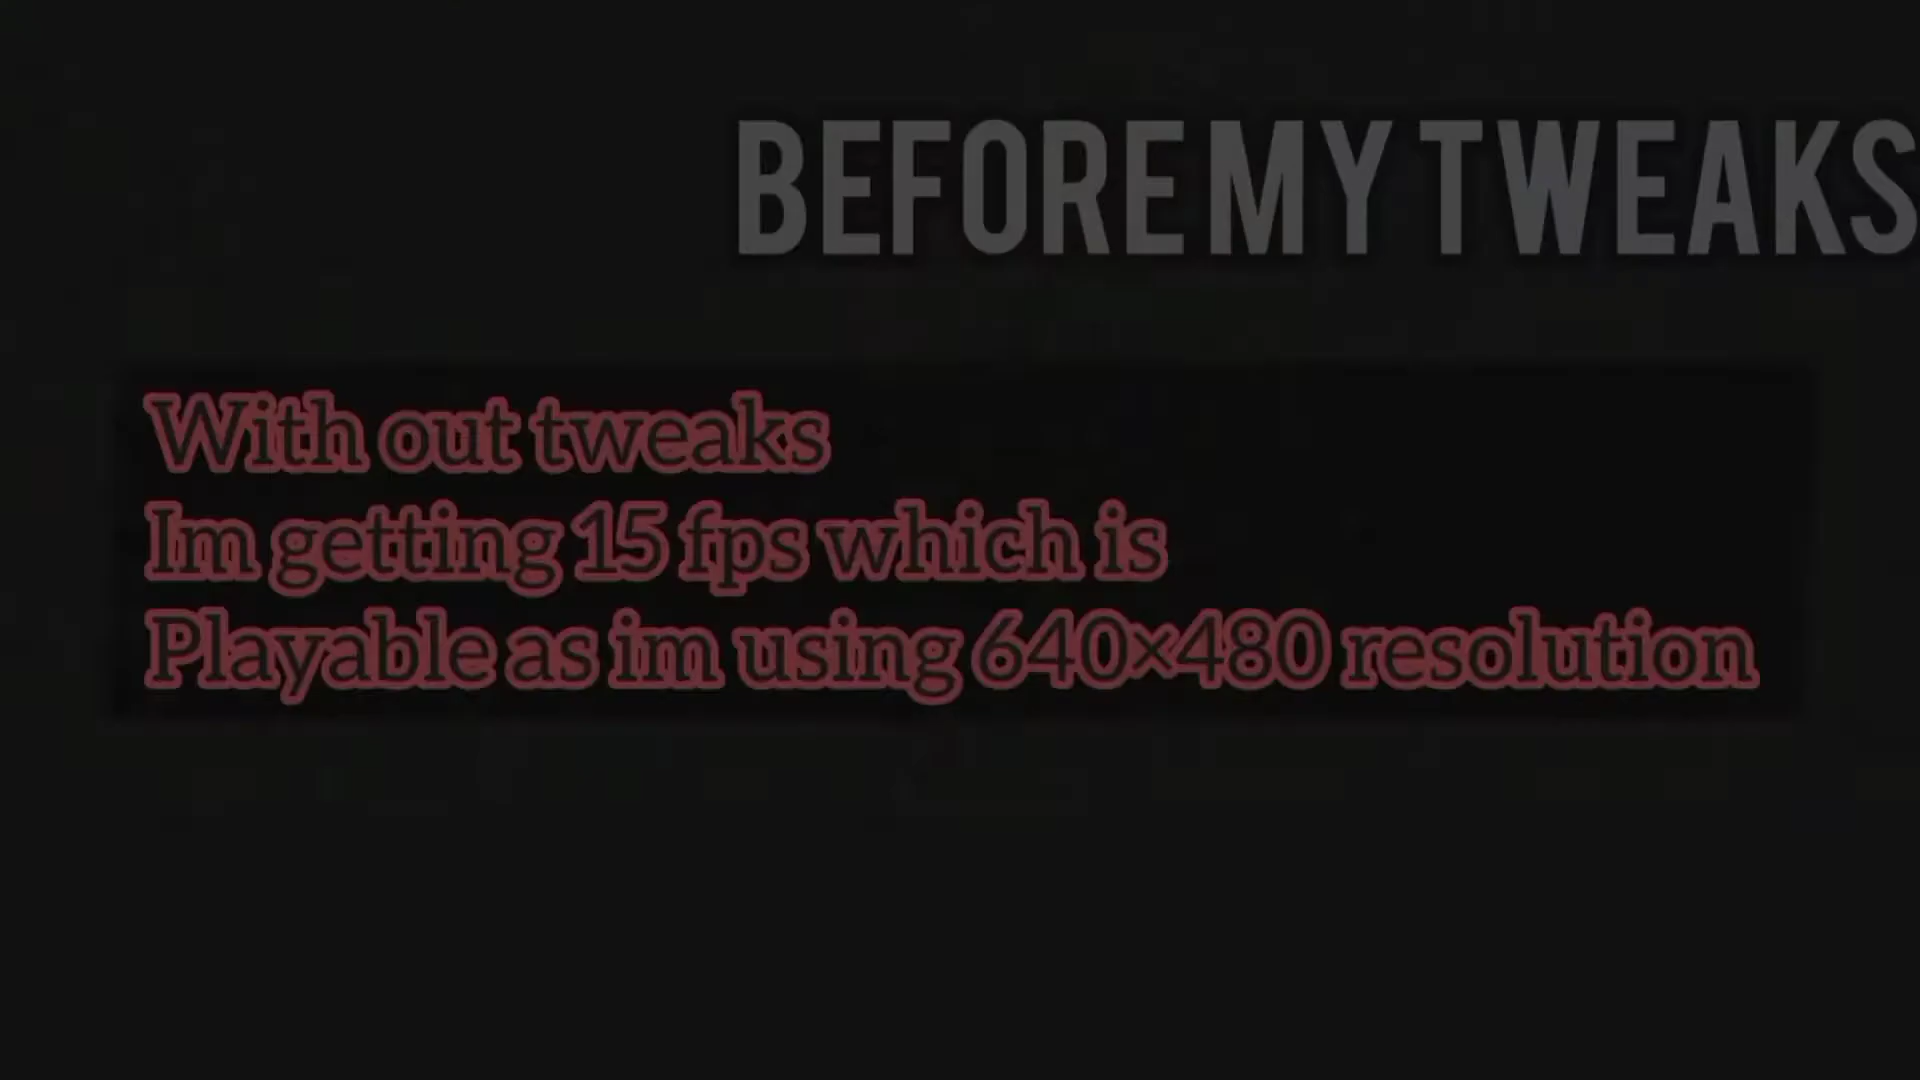 BEFORE MY TWEAKS
With out tweaks
Im getting 15 fps which is
Playable as im using 640×480 resolution